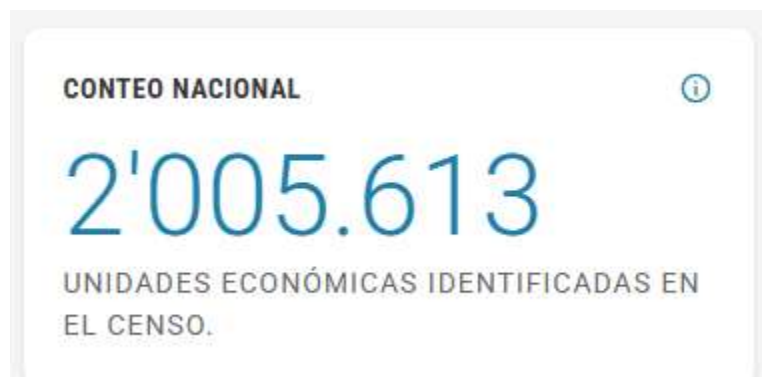 CONTEO NACIONAL
2'005.613
UNIDADES ECONÓMICAS IDENTIFICADAS EN
EL CENSO.